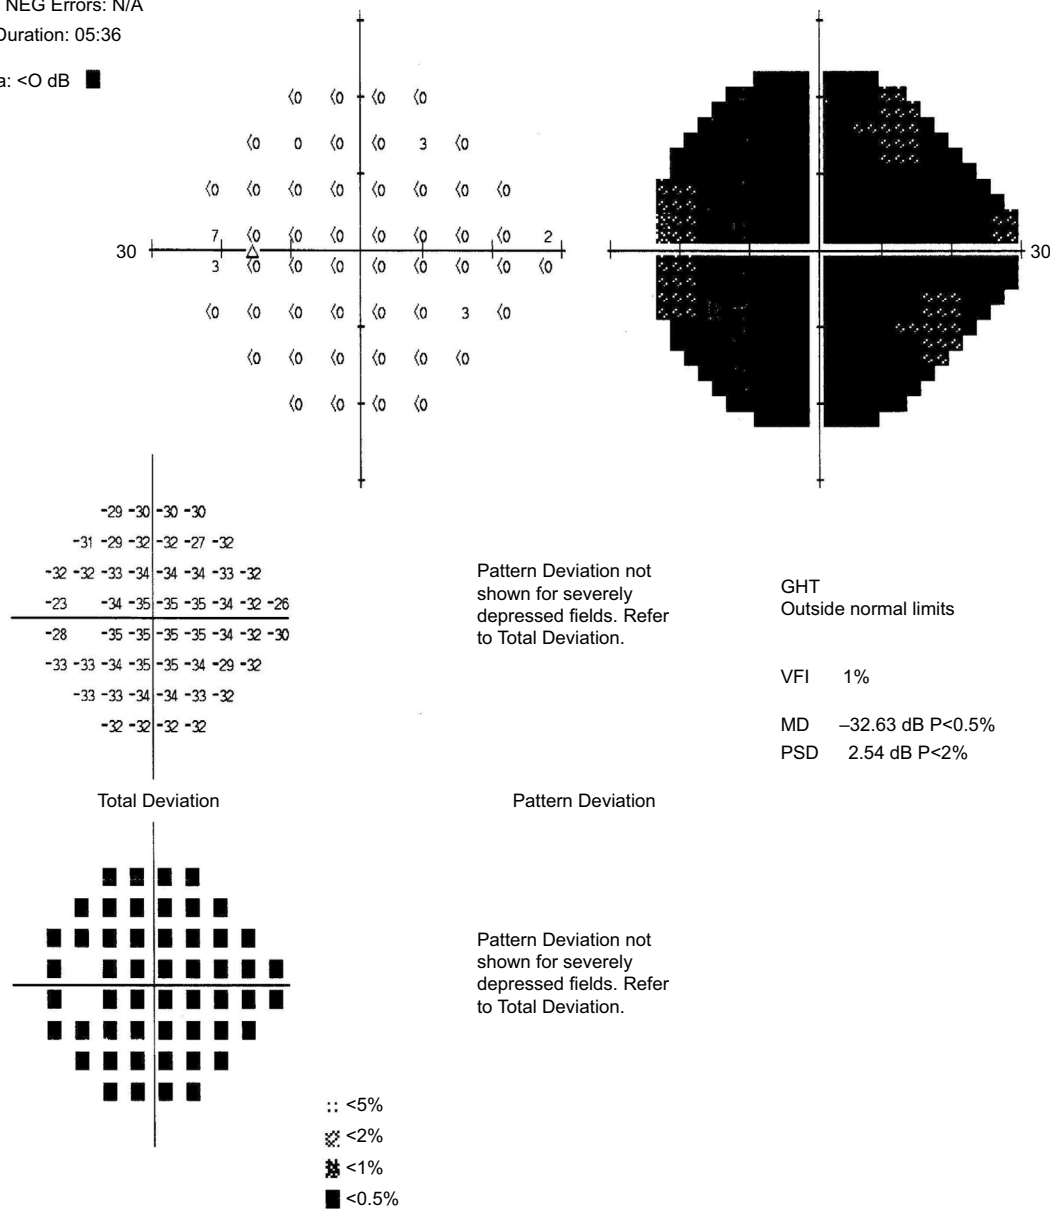 NEG Errors: N/A
Duration: 05:36
a: <O dB
<0 <0 <0 <0
<0 0 <0 <0 3 <0
<0 <0 <0 <0 <0 <0 <0 <0
7 <0 <0 <0 <0 <0 <0 <0 2
30
30
3 <0 <0 <0 <0 <0 <0 <0 <0
<0 <0 <0 <0 <0 <0 3 <0
<0 <0 <0 <0 <0 <0
<0 <0 <0 <0
-29 -30 -30 -30
-31 -29 -32 -32 -27 -32
-32 -32 -33 -34 -34 -34 -33 -32
-23 -34 -35 -35 -35 -34 -32 -26
-28 -35 -35 -35 -35 -34 -32 -30
-33 -33 -34 -35 -35 -34 -29 -32
-33 -33 -34 -34 -33 -32
-32 -32 -32 -32
Pattern Deviation not
shown for severely
depressed fields. Refer
to Total Deviation.
GHT
Outside normal limits
VFI 1%
MD –32.63 dB P<0.5%
PSD 2.54 dB P<2%
Total Deviation
Pattern Deviation
Pattern Deviation not
shown for severely
depressed fields. Refer
to Total Deviation.
<5%
<2%
<1%
<0.5%